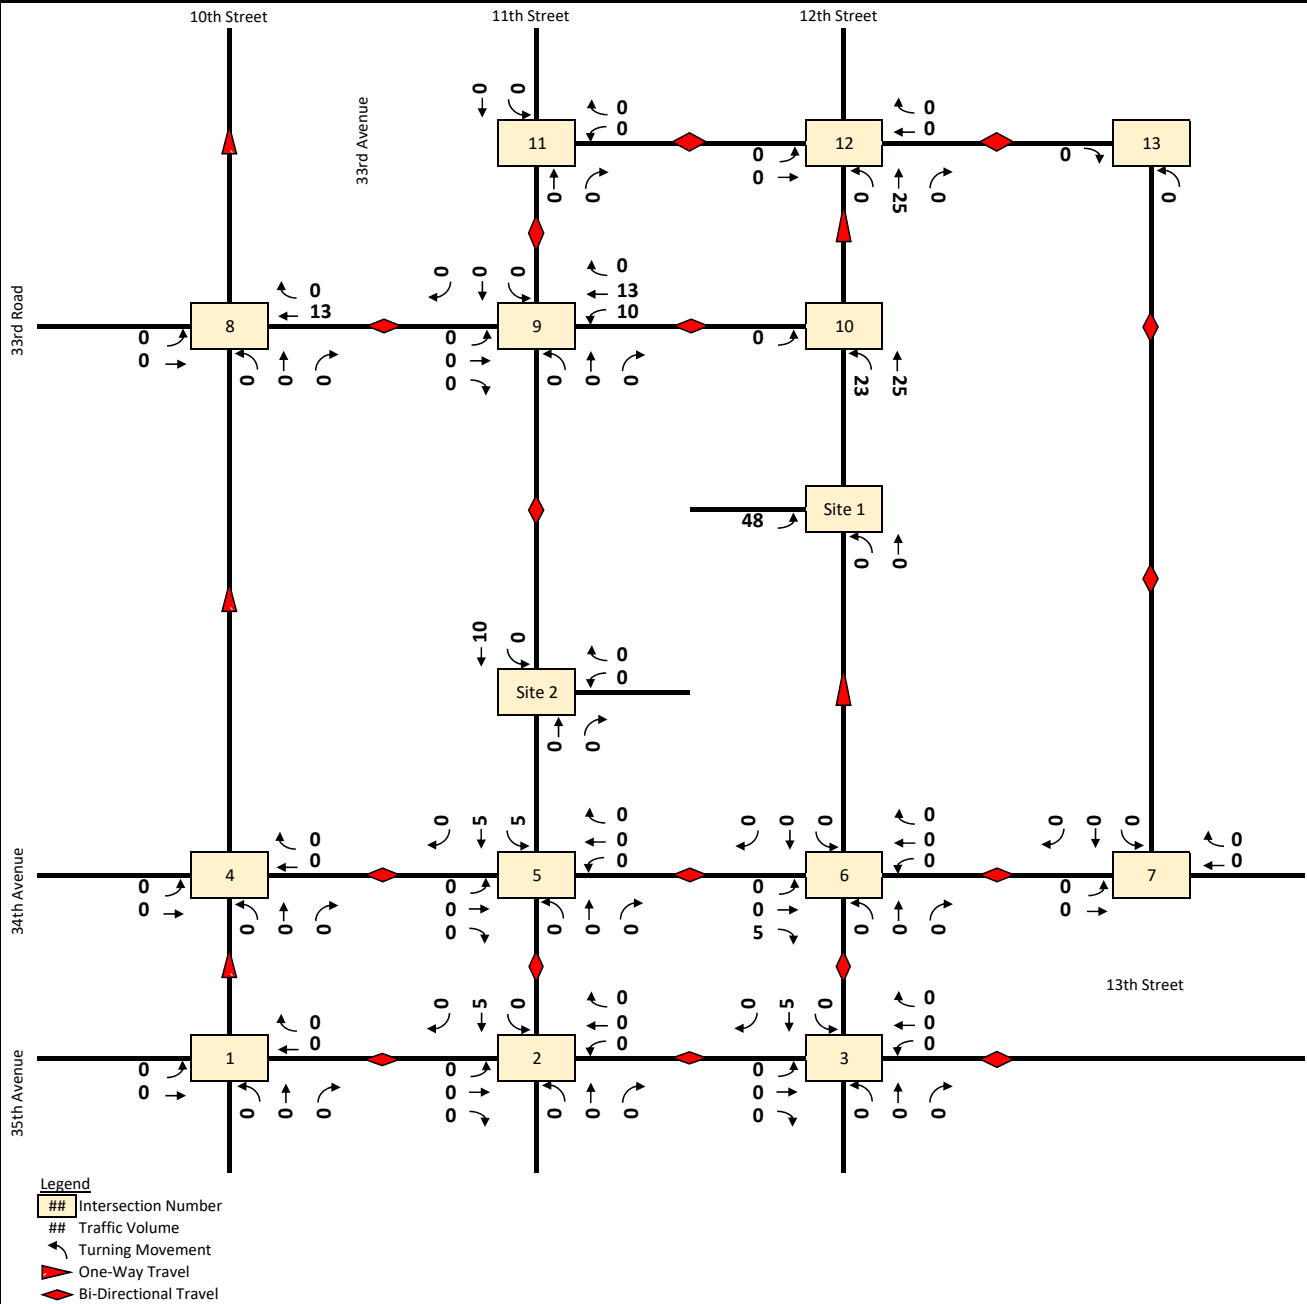 10th Street 11th Street 12th Street
33rd Avenue
0 0
0
0
11
0
0
0 0
0
0
12
0 25 0
0
13
0
33rd Road
0
13
8
0
0
0 0 0
0 0 0
0
13
10
9
0
0
0
0 0 0
10
0
23 25
Site 1
48
0 0
10 0
0
0
Site 2
0 0
34th Avenue
0
0
4
0
0
0 0 0
0 5 5
0
0
0
5
0
0
0
0 0 0
0 0 0
0
0
0
6
0
0
5
0 0 0
0 0 0
0
0
7
0
0
13th Street
35th Avenue
0
0
1
0
0
0 0 0
0 5 0
0
0
0
2
0
0
0
0 0 0
0 5 0
0
0
0
3
0
0
0
0 0 0
Legend
## Intersection Number
## Traffic Volume
Turning Movement
One-Way Travel
Bi-Directional Travel